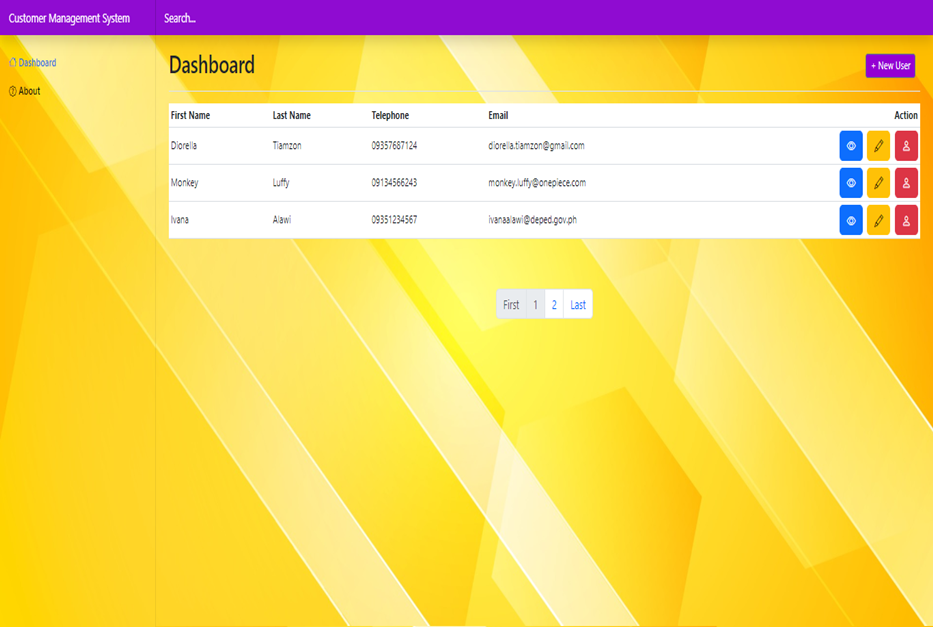 Customer Management System Search...
Dashboard
About
Dashboard
+ New User
First Name Last Name Telephone Email Action
Diorella Tiamzon 09357687124 diorella.tiamzon@gmail.com
Monkey Luffy 09134566243 monkey.luffy@onepiece.com
Ivana Alawi 09351234567 ivanaalawi@deped.gov.ph
First 1 2 Last